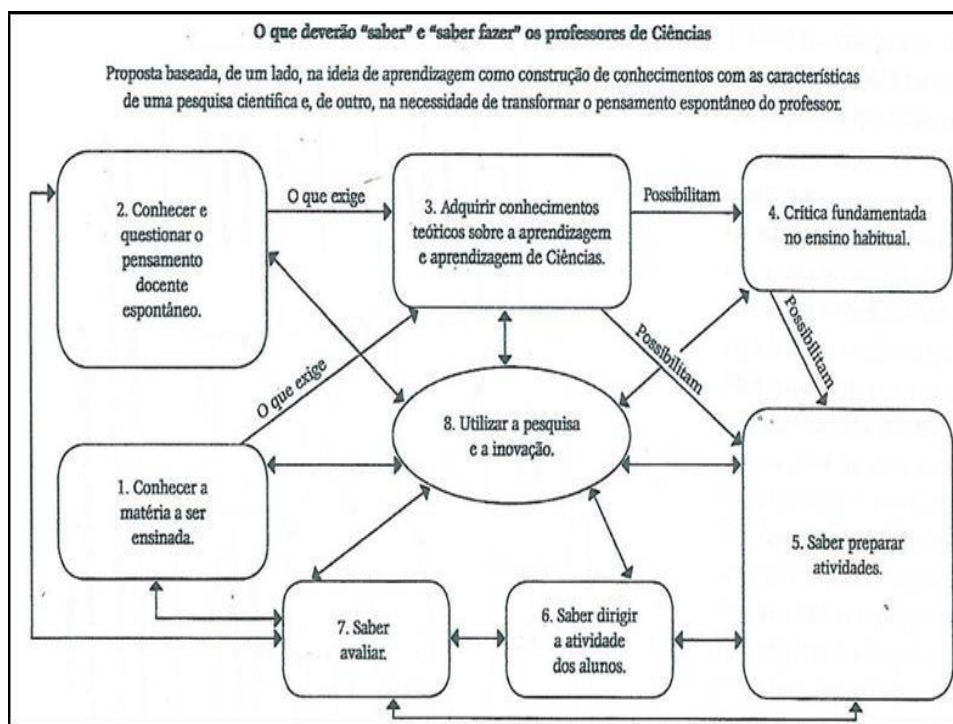 O que deverão “saber” e “saber fazer” os professores de Ciências
Proposta baseada, de um lado, na ideia de aprendizagem como construção de conhecimentos com as características
de uma pesquisa científica e, de outro, na necessidade de transformar o pensamento espontâneo do professor.
2. Conhecer e
questionar o
pensamento
docente
espontâneo.
O que exige
3. Adquirir conhecimentos
teóricos sobre a aprendizagem
e aprendizagem de Ciências.
Possibilitam
4. Crítica fundamentada
no ensino habitual.
O que exige
Possibilitam
Possibilitam
8. Utilizar a pesquisa
e a inovação.
1. Conhecer a
matéria a ser
ensinada.
5. Saber preparar
atividades.
7. Saber
avaliar.
6. Saber dirigir
a atividade
dos alunos.